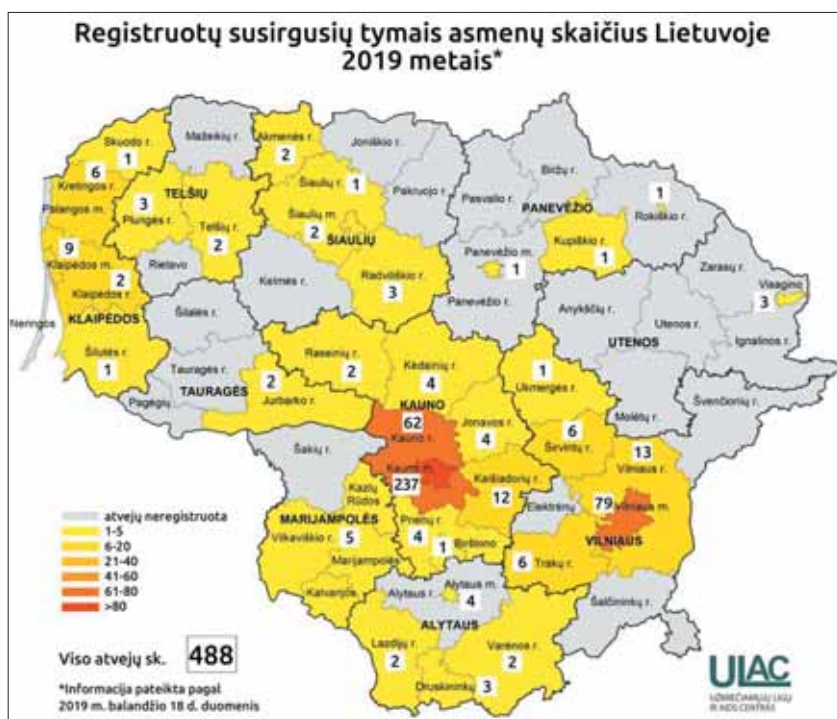 Registruotų susirgusių tymais asmenų skaičius Lietuvoje
2019 metais*
Skuodo r.
1
Mažeikių r.
Akmenės r.
2
Joniškio r.
Biržų r.
6
Kretingos r.
TELŠIŲ
Šiaulių r.
1
Pakruojo r.
Pasvalio r.
PANEVĖŽIO
1
Rokiškio r.
Palangos m.
3
Plungės r.
Telšių r.
2
Šiaulių m.
2
ŠIAULIŲ
Kupiškio r.
1
9
Klaipėdos m.
2
Klaipėdos r.
Rietavo
Kelmės r.
Radviliškio r.
3
Panevėžio m.
1
Panevėžio r.
Zarasų r.
Visagino
3
Neringos
KLAIPĖDOS
Šilalės r.
Anykščių r.
Utenos r.
UTENOS
Ignalinos r.
Šilutės r.
1
Tauragės r.
TAURAGĖS
Pagėgių
2
Jurbarko r.
Raseinių r.
2
Kėdainių r.
4
KAUNO
1
Ukmergės r.
Molėtų r.
Švenčionių r.
62
Kauno r.
Jonavos r.
4
6
Širvintų r.
13
Vilniaus r.
Šakių r.
Kauno m.
237
Kaišiadorių r.
12
Elektrėnų
79
Vilniaus m.
VILNIAUS
Kazlų
Rūdos
MARIJAMPOLĖS
Vilkaviškio r.
5
Marijampolės
Prienų r.
4
1
Birštono
6
Trakų r.
Kalvarijos
Alytaus m.
Alytaus r.
4
ALYTAUS
Šalčininkų r.
Lazdijų r.
2
Varėnos r.
2
Druskininkų
3
atvejų neregistruota
1-5
6-20
21-40
41-60
61-80
>80
Viso atvejų sk.
488
*Informacija pateikta pagal
2019 m. balandžio 18 d. duomenis
ULAC
UŽKREČIAMŲJŲ LIGŲ
IR AIDS CENTRAS